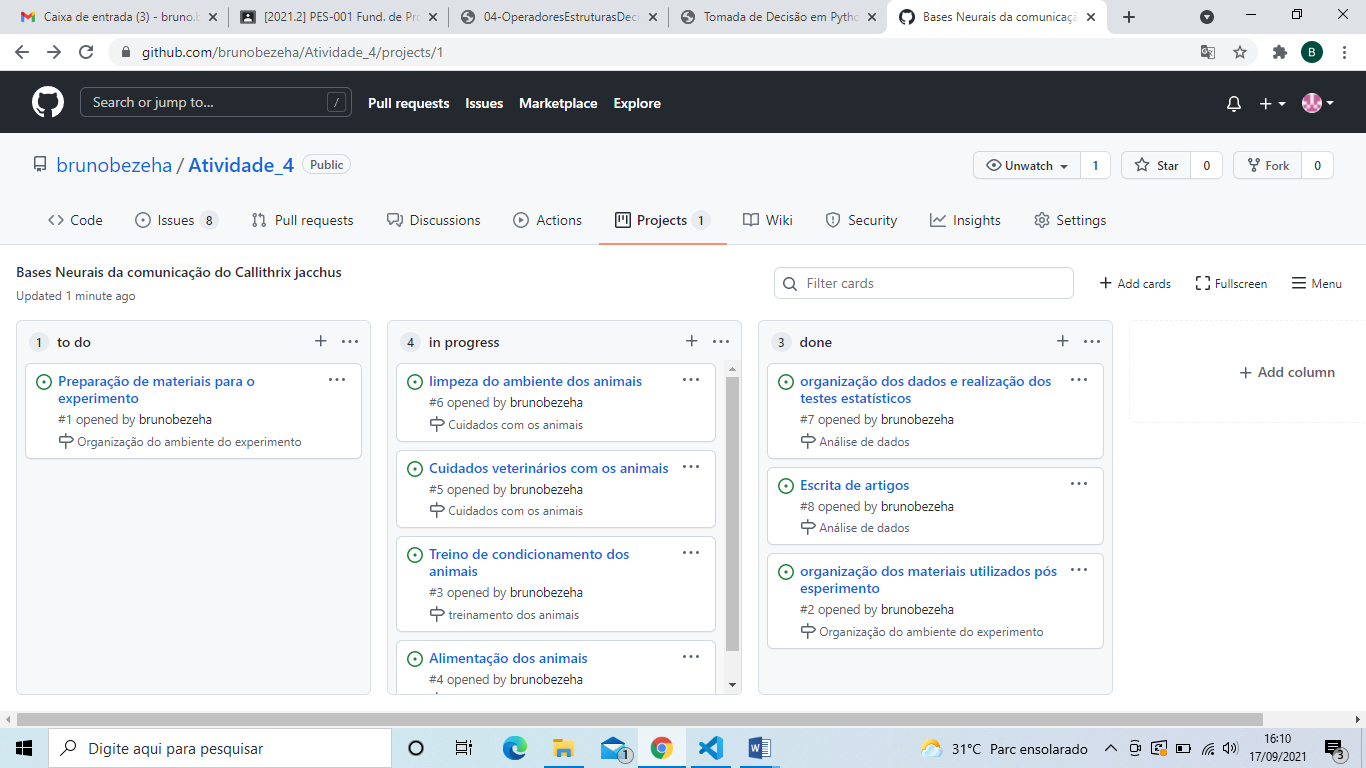 Caixa de entrada (3) - bruno.b
[2021.2] PES-001 Fund. de Pro
04-OperadoresEstruturasDeci
Tomada de Decisão em Pytho
Bases Neurais da comunicaçã
github.com/brunobezeha/Atividade_4/projects/1
B
Search or jump to...
/
Pull requests
Issues
Marketplace
Explore
brunobezeha / Atividade_4
Public
Unwatch
1
Star
0
Fork
0
Code
Issues 8
Pull requests
Discussions
Actions
Projects 1
Wiki
Security
Insights
Settings
Bases Neurais da comunicação do Callithrix jacchus
Updated 1 minute ago
Filter cards
Add cards
Fullscreen
Menu
1 to do
Preparação de materiais para o
experimento
#1 opened by brunobezeha
Organização do ambiente do experimento
4 in progress
limpeza do ambiente dos animais
#6 opened by brunobezeha
Cuidados com os animais
Cuidados veterinários com os animais
#5 opened by brunobezeha
Cuidados com os animais
Treino de condicionamento dos
animais
#3 opened by brunobezeha
treinamento dos animais
Alimentação dos animais
#4 opened by brunobezeha
3 done
organização dos dados e realização dos
testes estatísticos
#7 opened by brunobezeha
Análise de dados
Escrita de artigos
#8 opened by brunobezeha
Análise de dados
organização dos materiais utilizados pós
esperimento
#2 opened by brunobezeha
Organização do ambiente do experimento
Add column
Digite aqui para pesquisar
1
31°C Parc ensolarado
16:10
17/09/2021
3